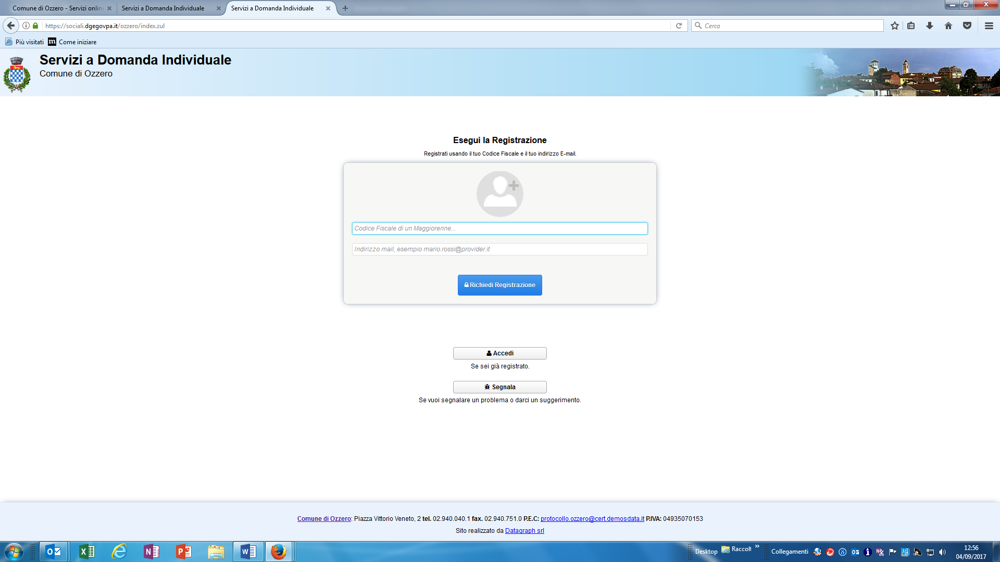 Comune di Ozzero - Servizi online
Servizi a Domanda Individuale
Servizi a Domanda Individuale
https://sociali.dgegovpa.it/ozzero/index.zul
Cerca
Più visitati
Come iniziare
Servizi a Domanda Individuale
Comune di Ozzero
Esegui la Registrazione
Registrati usando il tuo Codice Fiscale e il tuo indirizzo E-mail.
Codice Fiscale di un Maggiorenne...
Indirizzo mail, esempio mario.rossi@provider.it
Richiedi Registrazione
Accedi
Se sei già registrato.
Segnala
Se vuoi segnalare un problema o darci un suggerimento.
Comune di Ozzero: Piazza Vittorio Veneto, 2 tel. 02.940.040.1 fax. 02.940.751.0 P.E.C: protocollo.ozzero@cert.demosdata.it P.IVA: 04935070153
Sito realizzato da Datagraph srl
Desktop
Raccolt
Collegamenti
12:56
04/09/2017